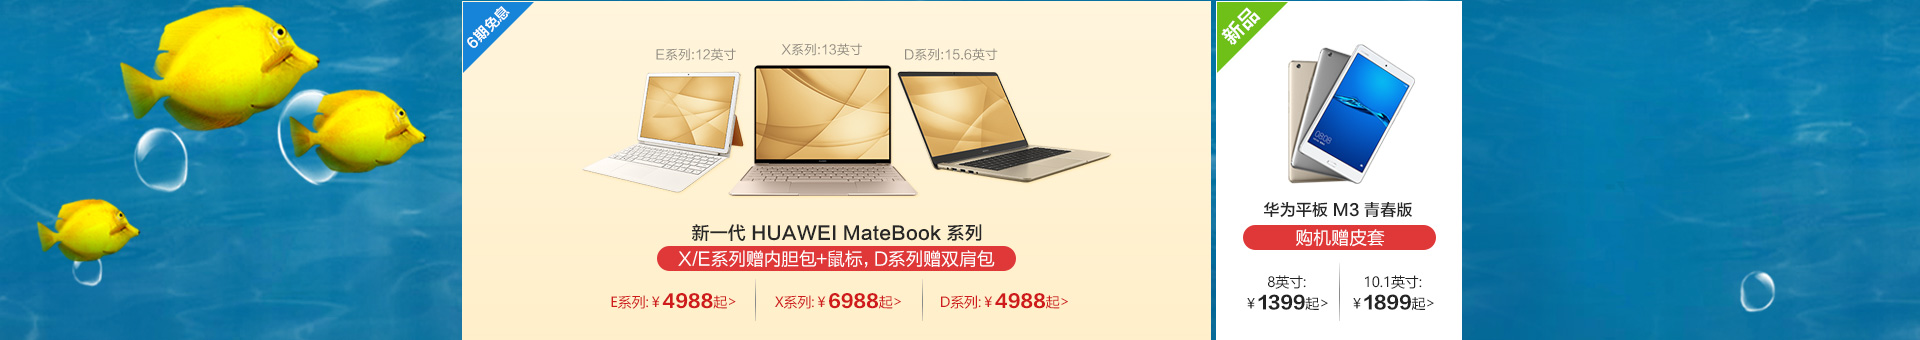 6期免息
E系列:12英寸
X系列:13英寸
D系列:15.6英寸
新一代 HUAWEI MateBook 系列
X/E系列赠内胆包+鼠标, D系列赠双肩包
E系列:¥4988起>
X系列:¥6988起>
D系列:¥4988起>
新品
08:08
华为平板 M3 青春版
购机赠皮套
8英寸:
¥1399起>
10.1英寸:
¥1899起>